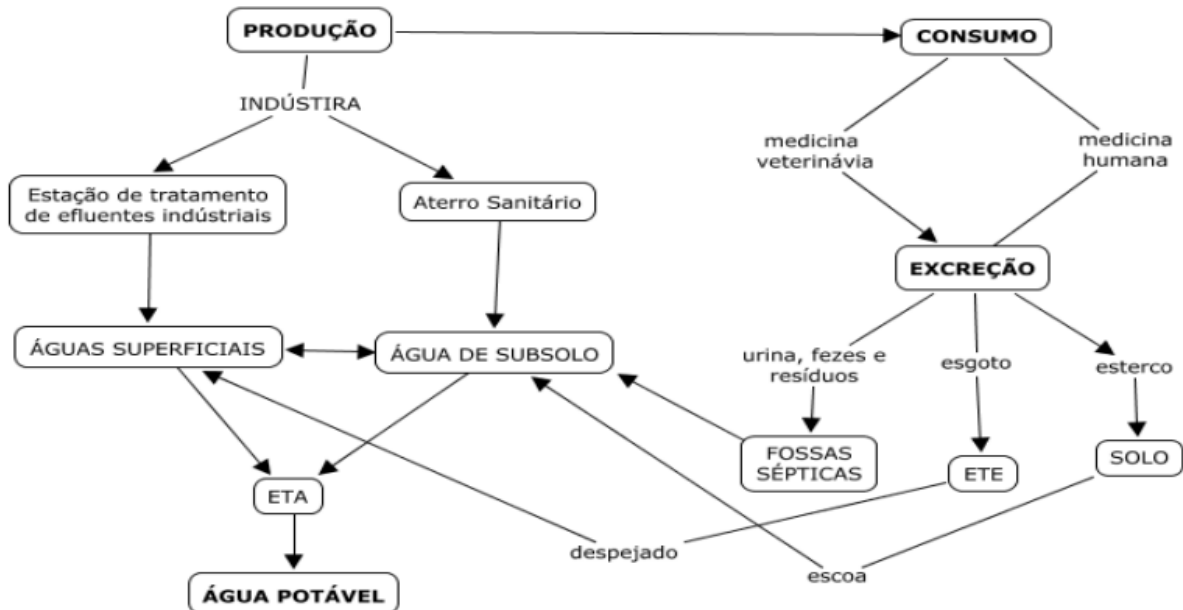 PRODUÇÃO
CONSUMO
INDÚSTIRA
medicina
veterinávia
medicina
humana
Estação de tratamento
de efluentes indústriais
Aterro Sanitário
EXCREÇÃO
ÁGUAS SUPERFICIAIS
ÁGUA DE SUBSOLO
urina, fezes e
resíduos
esgoto
esterco
FOSSAS
SÉPTICAS
ETE
SOLO
ETA
despejado
escoa
ÁGUA POTÁVEL